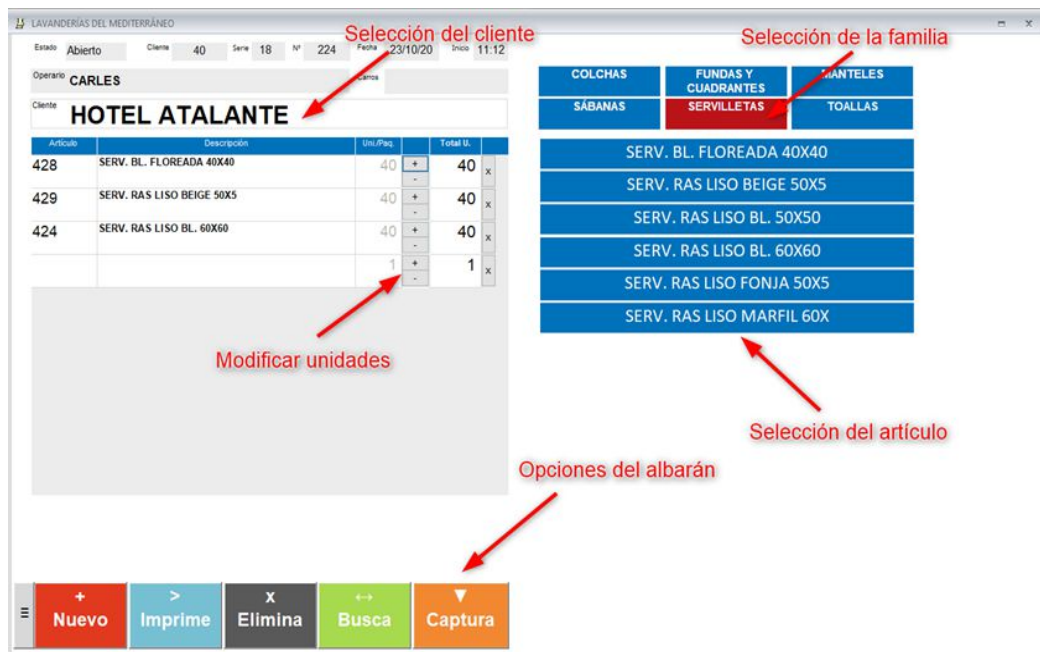 LAVANDERÍAS DEL MEDITERRÁNEO
Selección del cliente
Selección de la familia
Estado Abierto Cliente 40 Serie 18 Nº 224 Fecha 23/10/20 Inicio 11:12
Operario CARLES Carros
Cliente HOTEL ATALANTE
COLCHAS FUNDAS Y CUADRANTES MANTELES
SÁBANAS SERVILLETAS TOALLAS
Artículo Descripción Uni./Paq. Total U.
428 SERV. BL. FLOREADA 40X40 40 + - 40 x
429 SERV. RAS LISO BEIGE 50X5 40 + - 40 x
424 SERV. RAS LISO BL. 60X60 40 + - 40 x
1 + - 1 x
SERV. BL. FLOREADA 40X40
SERV. RAS LISO BEIGE 50X5
SERV. RAS LISO BL. 50X50
SERV. RAS LISO BL. 60X60
SERV. RAS LISO FONJA 50X5
SERV. RAS LISO MARFIL 60X
Modificar unidades
Selección del artículo
Opciones del albarán
+ > x ↔ ▼
≡ Nuevo Imprime Elimina Busca Captura